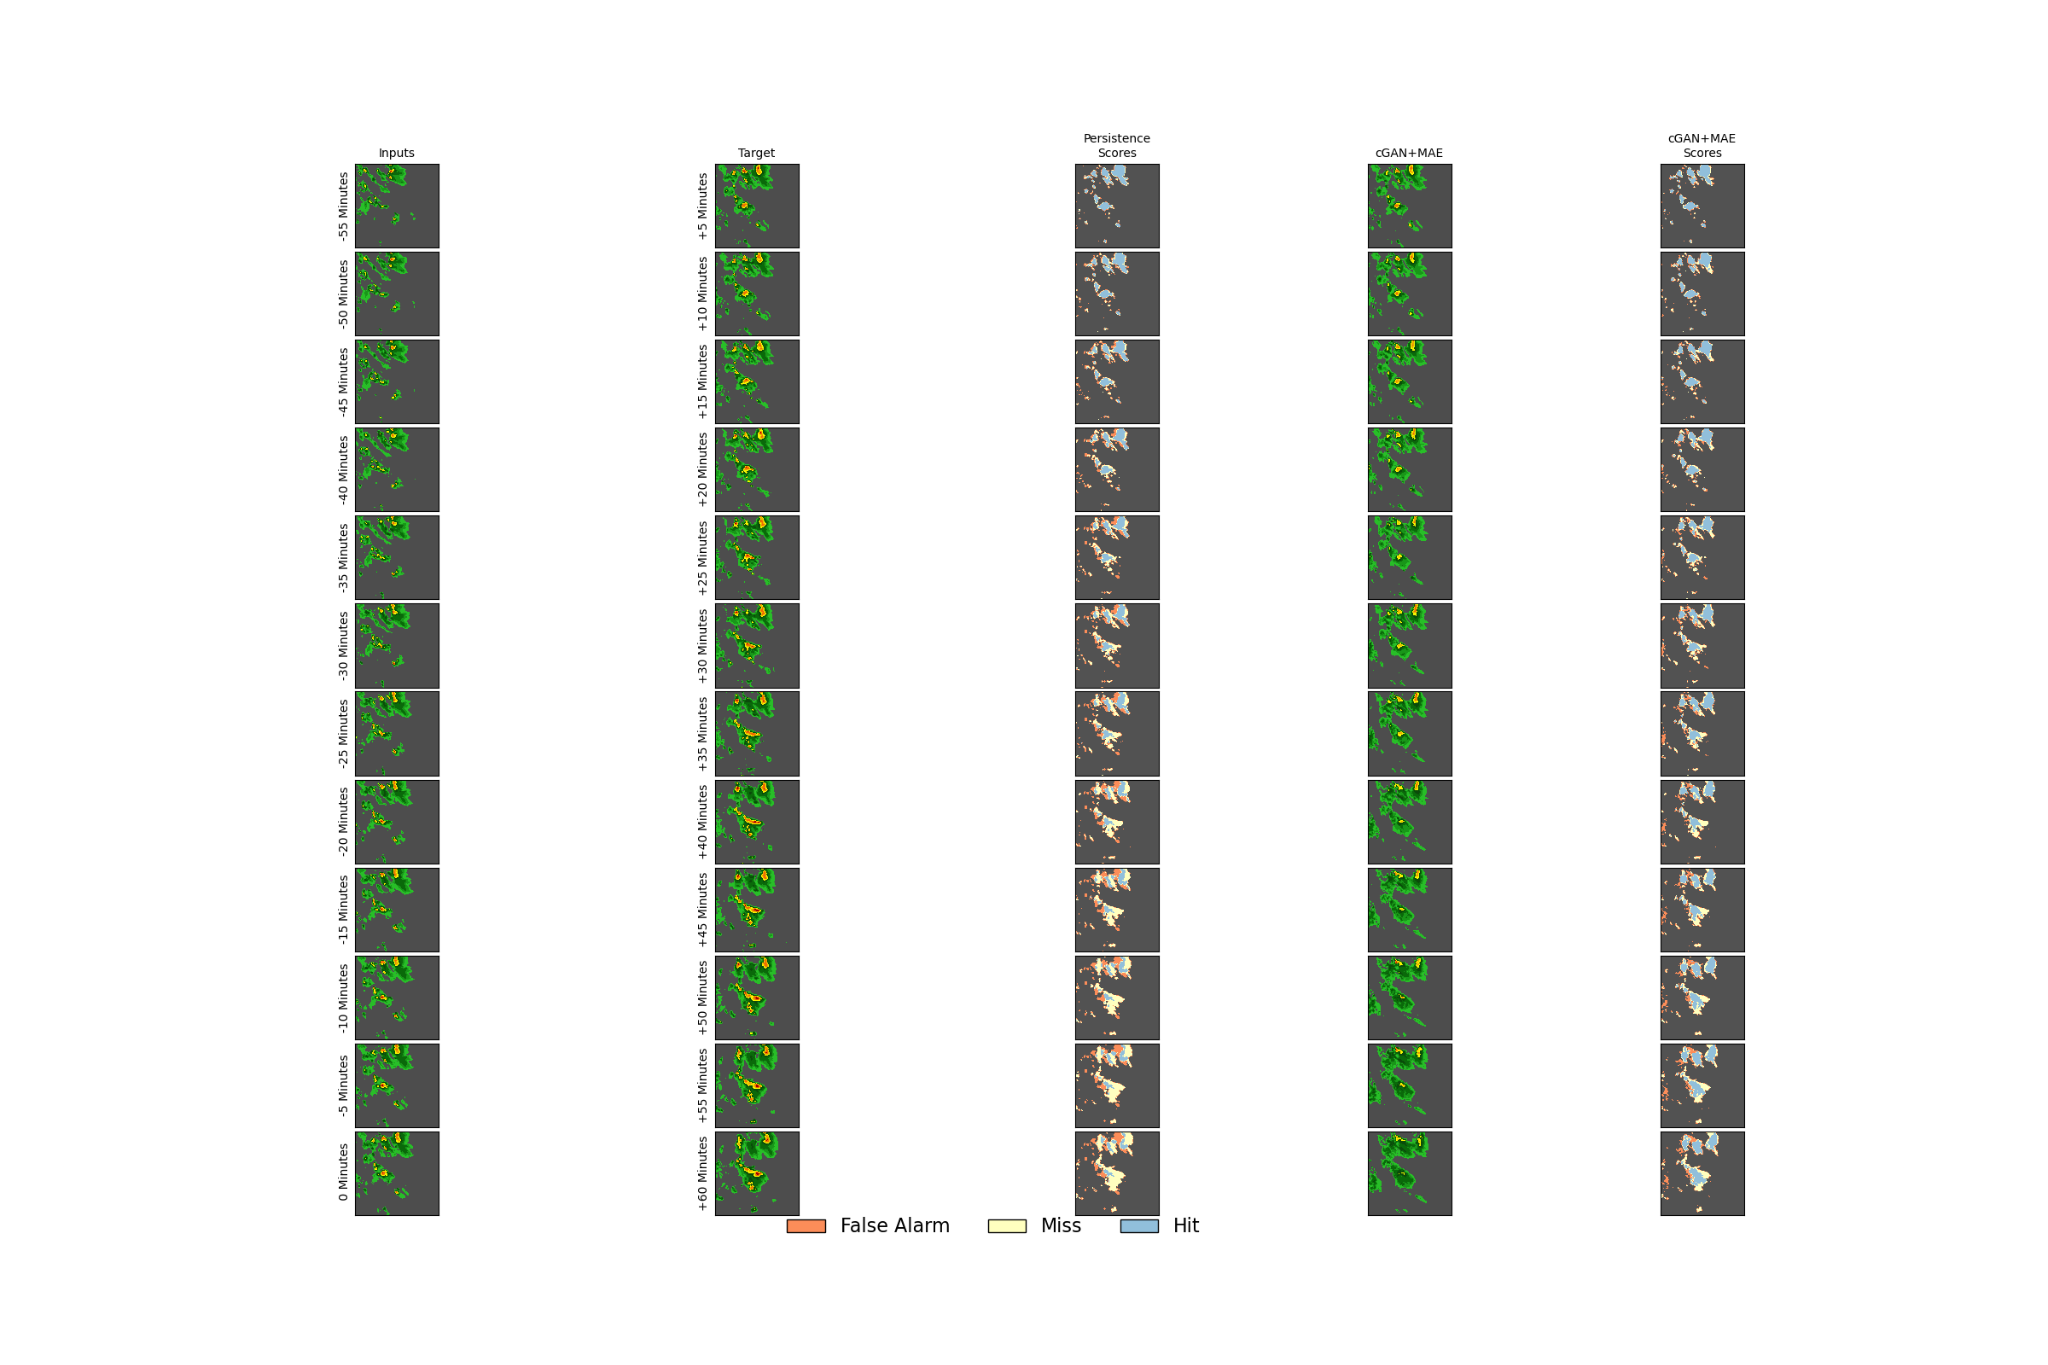 Inputs
Target
Persistence
Scores
cGAN+MAE
cGAN+MAE
Scores
-55 Minutes
+5 Minutes
-50 Minutes
+10 Minutes
-45 Minutes
+15 Minutes
-40 Minutes
+20 Minutes
-35 Minutes
+25 Minutes
-30 Minutes
+30 Minutes
-25 Minutes
+35 Minutes
-20 Minutes
+40 Minutes
-15 Minutes
+45 Minutes
-10 Minutes
+50 Minutes
-5 Minutes
+55 Minutes
0 Minutes
+60 Minutes
False Alarm
Miss
Hit